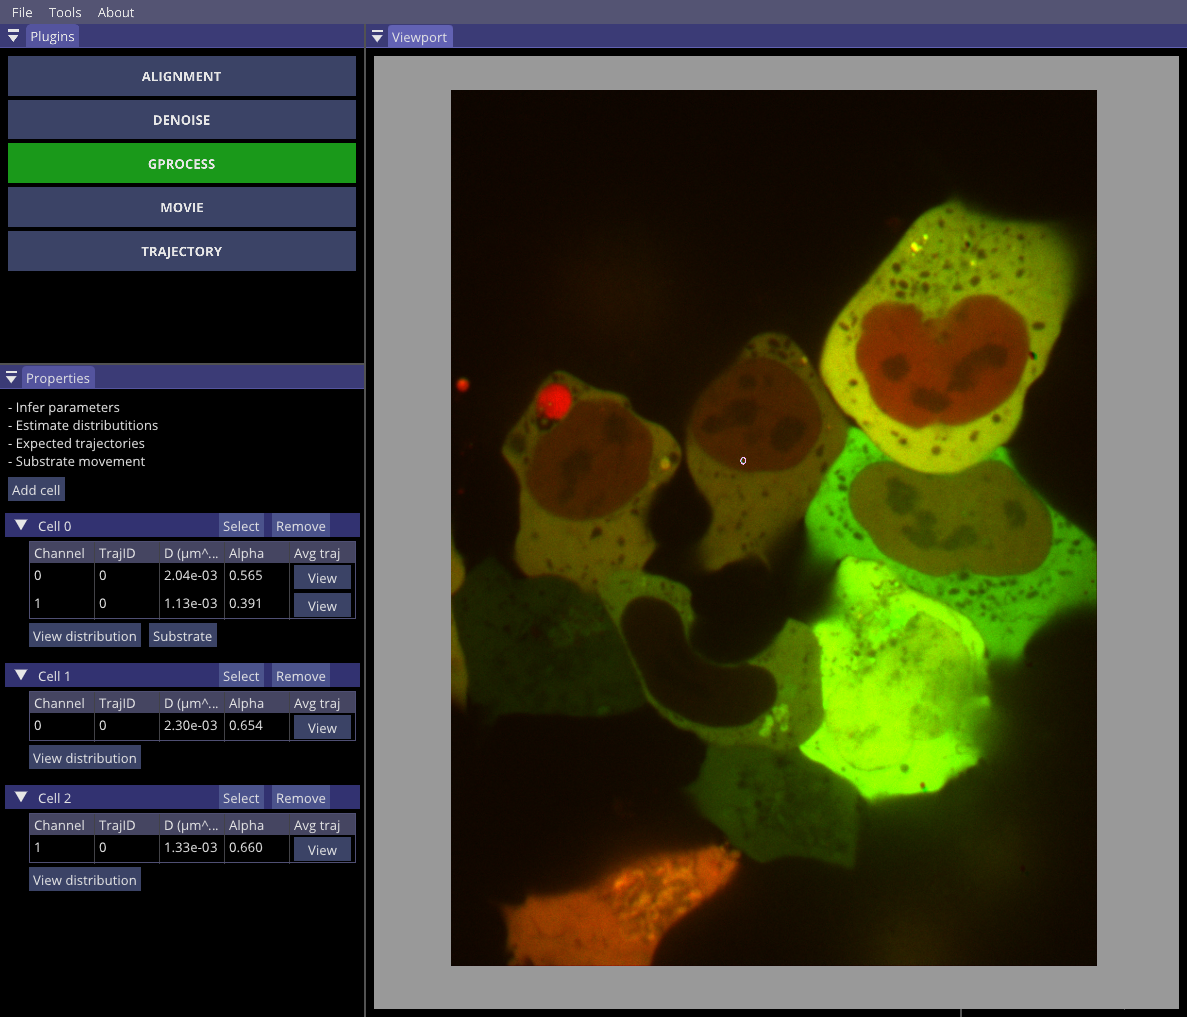 File Tools About
Plugins
ALIGNMENT
DENOISE
GPROCESS
MOVIE
TRAJECTORY
Properties
- Infer parameters
- Estimate distributitions
- Expected trajectories
- Substrate movement
Add cell
Cell 0 Select Remove
Channel TrajID D (µm^... Alpha Avg traj
0 0 2.04e-03 0.565 View
1 0 1.13e-03 0.391 View
View distribution Substrate
Cell 1 Select Remove
Channel TrajID D (µm^... Alpha Avg traj
0 0 2.30e-03 0.654 View
View distribution
Cell 2 Select Remove
Channel TrajID D (µm^... Alpha Avg traj
1 0 1.33e-03 0.660 View
View distribution
Viewport